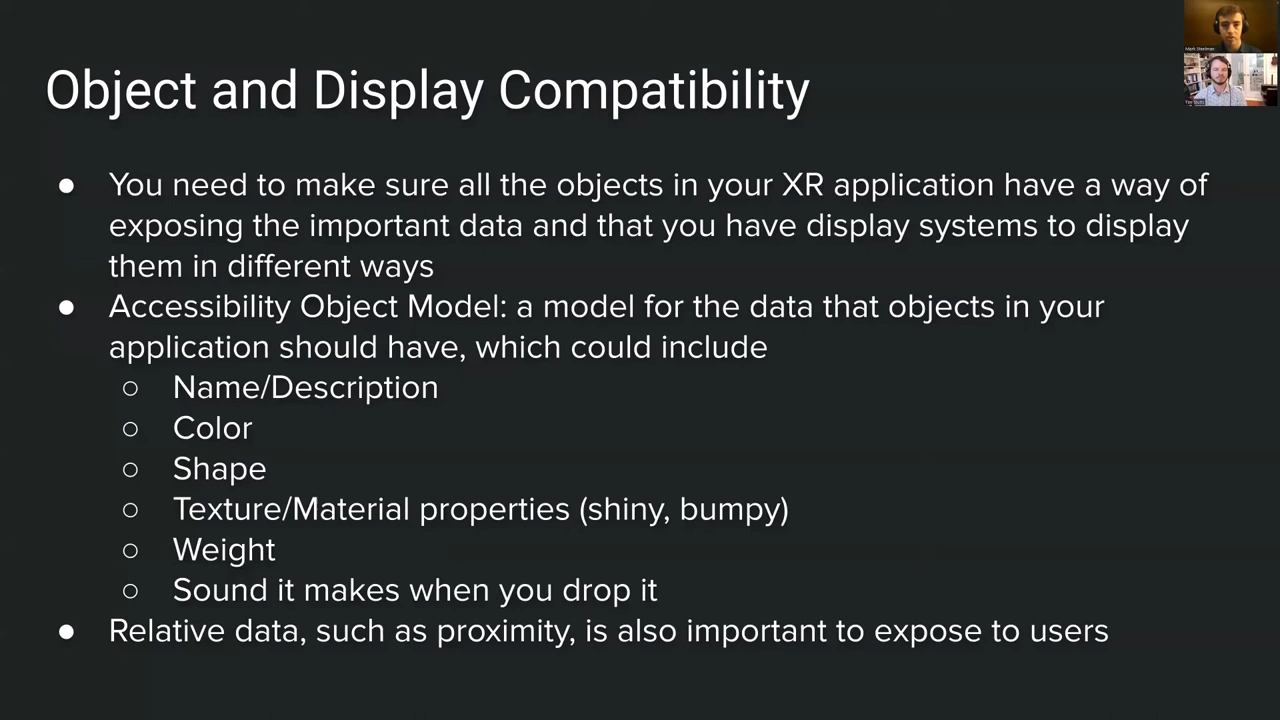 Object and Display Compatibility
● You need to make sure all the objects in your XR application have a way of
exposing the important data and that you have display systems to display
them in different ways
● Accessibility Object Model: a model for the data that objects in your
application should have, which could include
○ Name/Description
○ Color
○ Shape
○ Texture/Material properties (shiny, bumpy)
○ Weight
○ Sound it makes when you drop it
● Relative data, such as proximity, is also important to expose to users